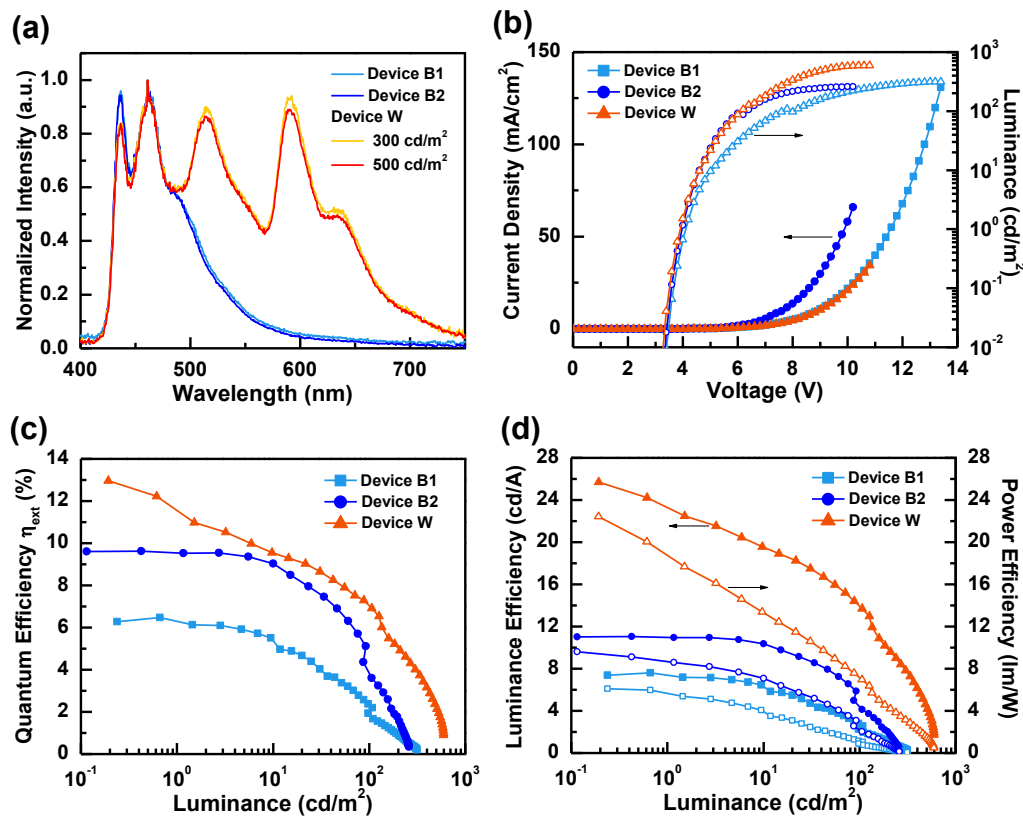 (a)
Normalized Intensity (a.u.)
1.0
0.8
0.6
0.4
0.2
0.0
Device B1
Device B2
Device W
300 cd/m²
500 cd/m²
400 500 600 700
Wavelength (nm)
(b)
Current Density (mA/cm²)
150
125
100
75
50
25
0
Device B1
Device B2
Device W
10³
10²
10¹
10⁰
10⁻¹
10⁻²
Luminance (cd/m²)
0 2 4 6 8 10 12 14
Voltage (V)
(c)
Quantum Efficiency ηext (%)
14
12
10
8
6
4
2
0
Device B1
Device B2
Device W
10⁻¹ 10⁰ 10¹ 10² 10³
Luminance (cd/m²)
(d)
Luminance Efficiency (cd/A)
28
24
20
16
12
8
4
0
Device B1
Device B2
Device W
28
24
20
16
12
8
4
0
Power Efficiency (lm/W)
10⁻¹ 10⁰ 10¹ 10² 10³
Luminance (cd/m²)